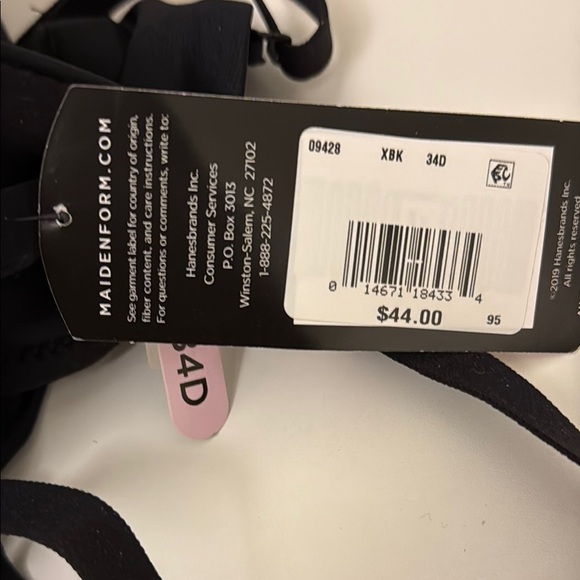 MAIDENFORM.COM
See garment label for country of origin,
fiber content, and care instructions.
For questions or comments, write to:
Hanesbrands Inc.
Consumer Services
P.O. Box 3013
Winston-Salem, NC 27102
1-888-225-4872
09428 XBK 34D
0 14671 18433 4
$44.00 95
©2019 Hanesbrands Inc.
All rights reserved.
34D